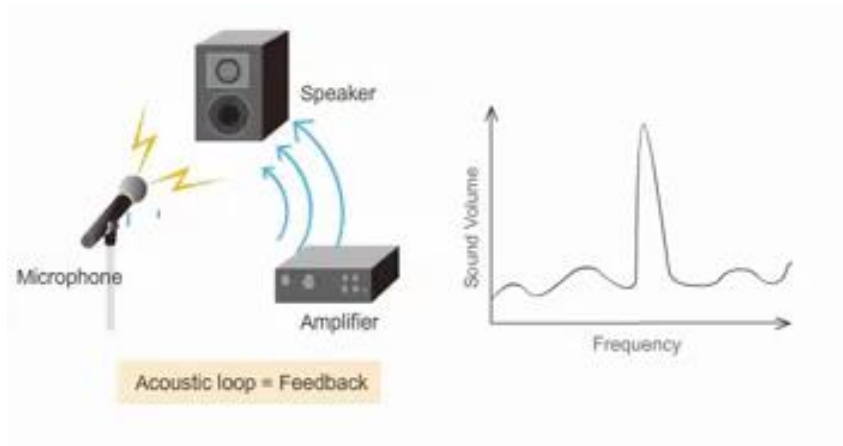 Speaker
Microphone
Amplifier
Acoustic loop = Feedback
Sound Volume
Frequency